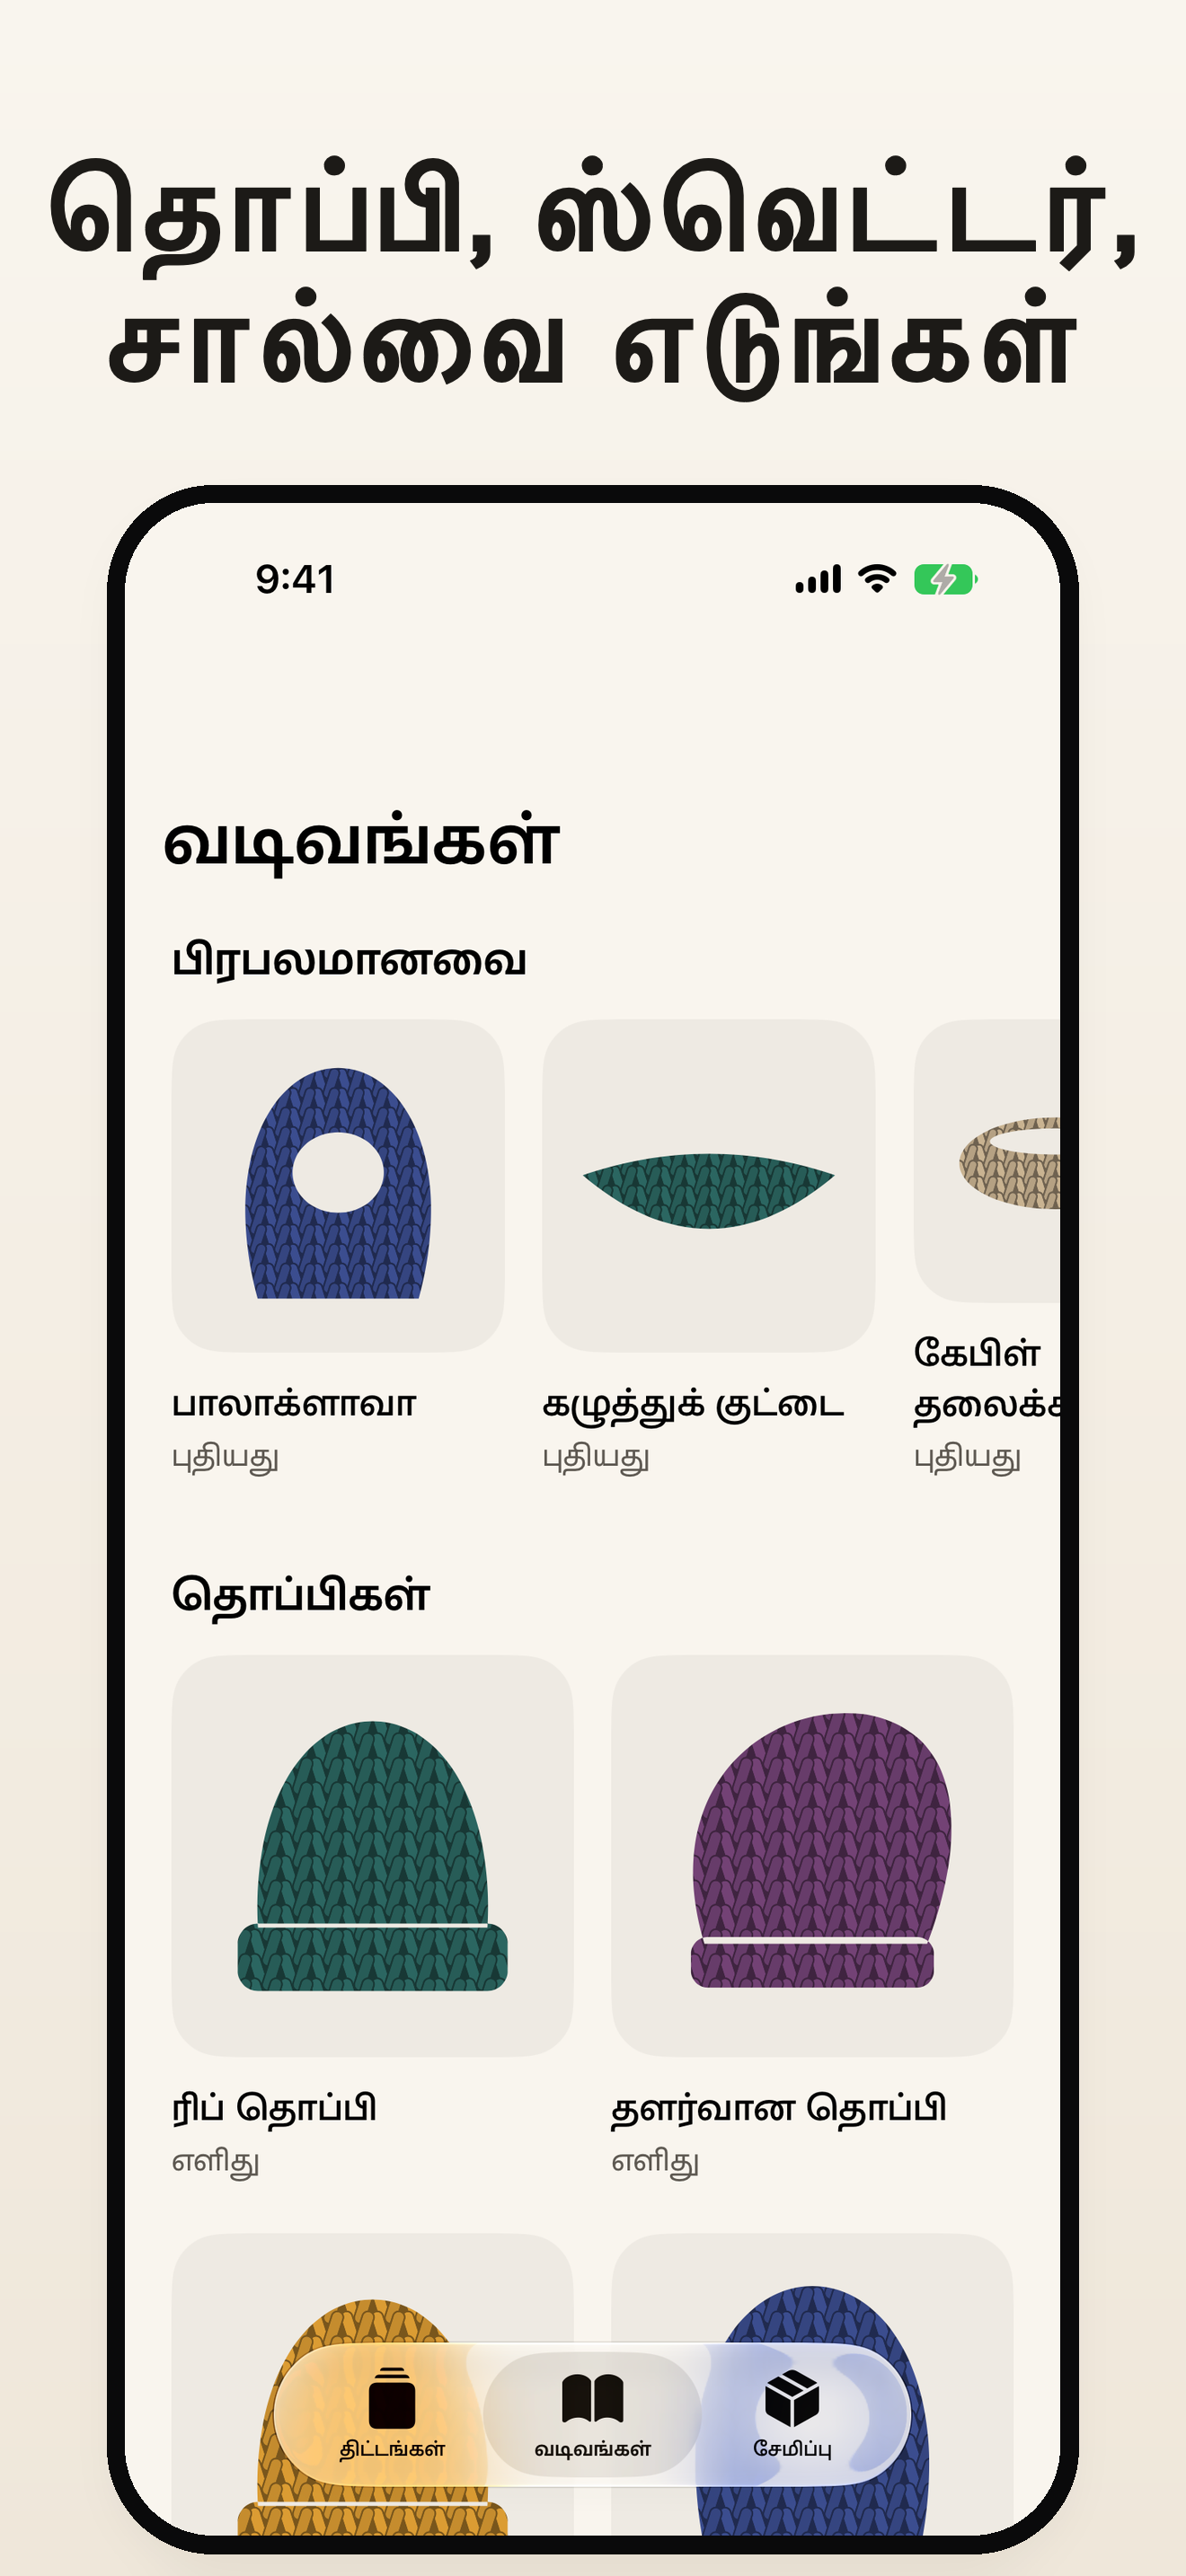 தொப்பி, ஸ்வெட்டர்,
சால்வை எடுங்கள்
9:41
வடிவங்கள்
பிரபலமானவை
பாலாக்ளாவா
புதியது
கழுத்துக் குட்டை
புதியது
கேபிள்
புதியது
தொப்பிகள்
ரிப் தொப்பி
எளிது
தளர்வான தொப்பி
எளிது
திட்டங்கள்
வடிவங்கள்
சேமிப்பு